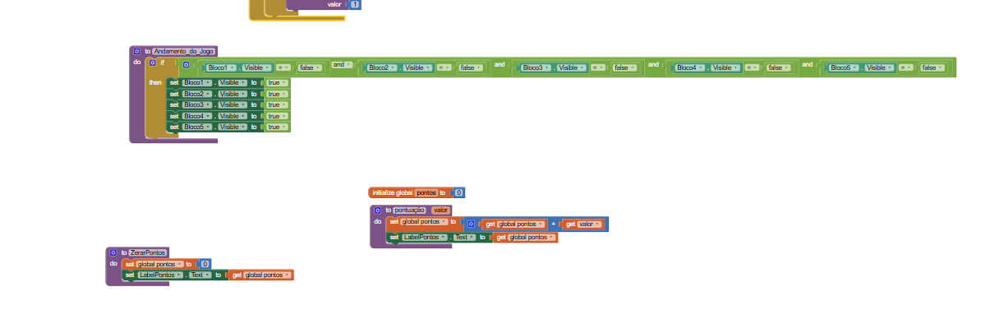 valor 1
to Andamento_do_Jogo
do if Bloco1 . Visible = false and Bloco2 . Visible = false and Bloco3 . Visible = false and Bloco4 . Visible = false and Bloco5 . Visible = false
then set Bloco1 . Visible to true
set Bloco2 . Visible to true
set Bloco3 . Visible to true
set Bloco4 . Visible to true
set Bloco5 . Visible to true
initialize global pontos to 0
to pontuação valor
do set global pontos to get global pontos + get valor
set LabelPontos . Text to get global pontos
to ZerarPontos
do set global pontos to 0
set LabelPontos . Text to get global pontos